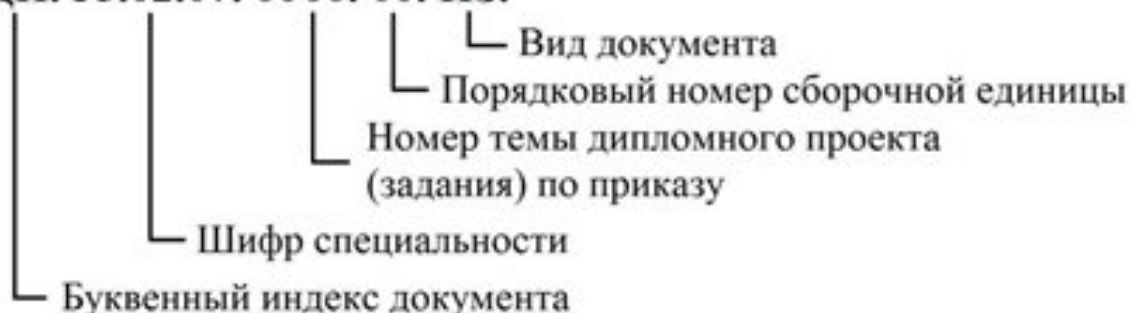 Вид документа
Порядковый номер сборочной единицы
Номер темы дипломного проекта
(задания) по приказу
Шифр специальности
Буквенный индекс документа